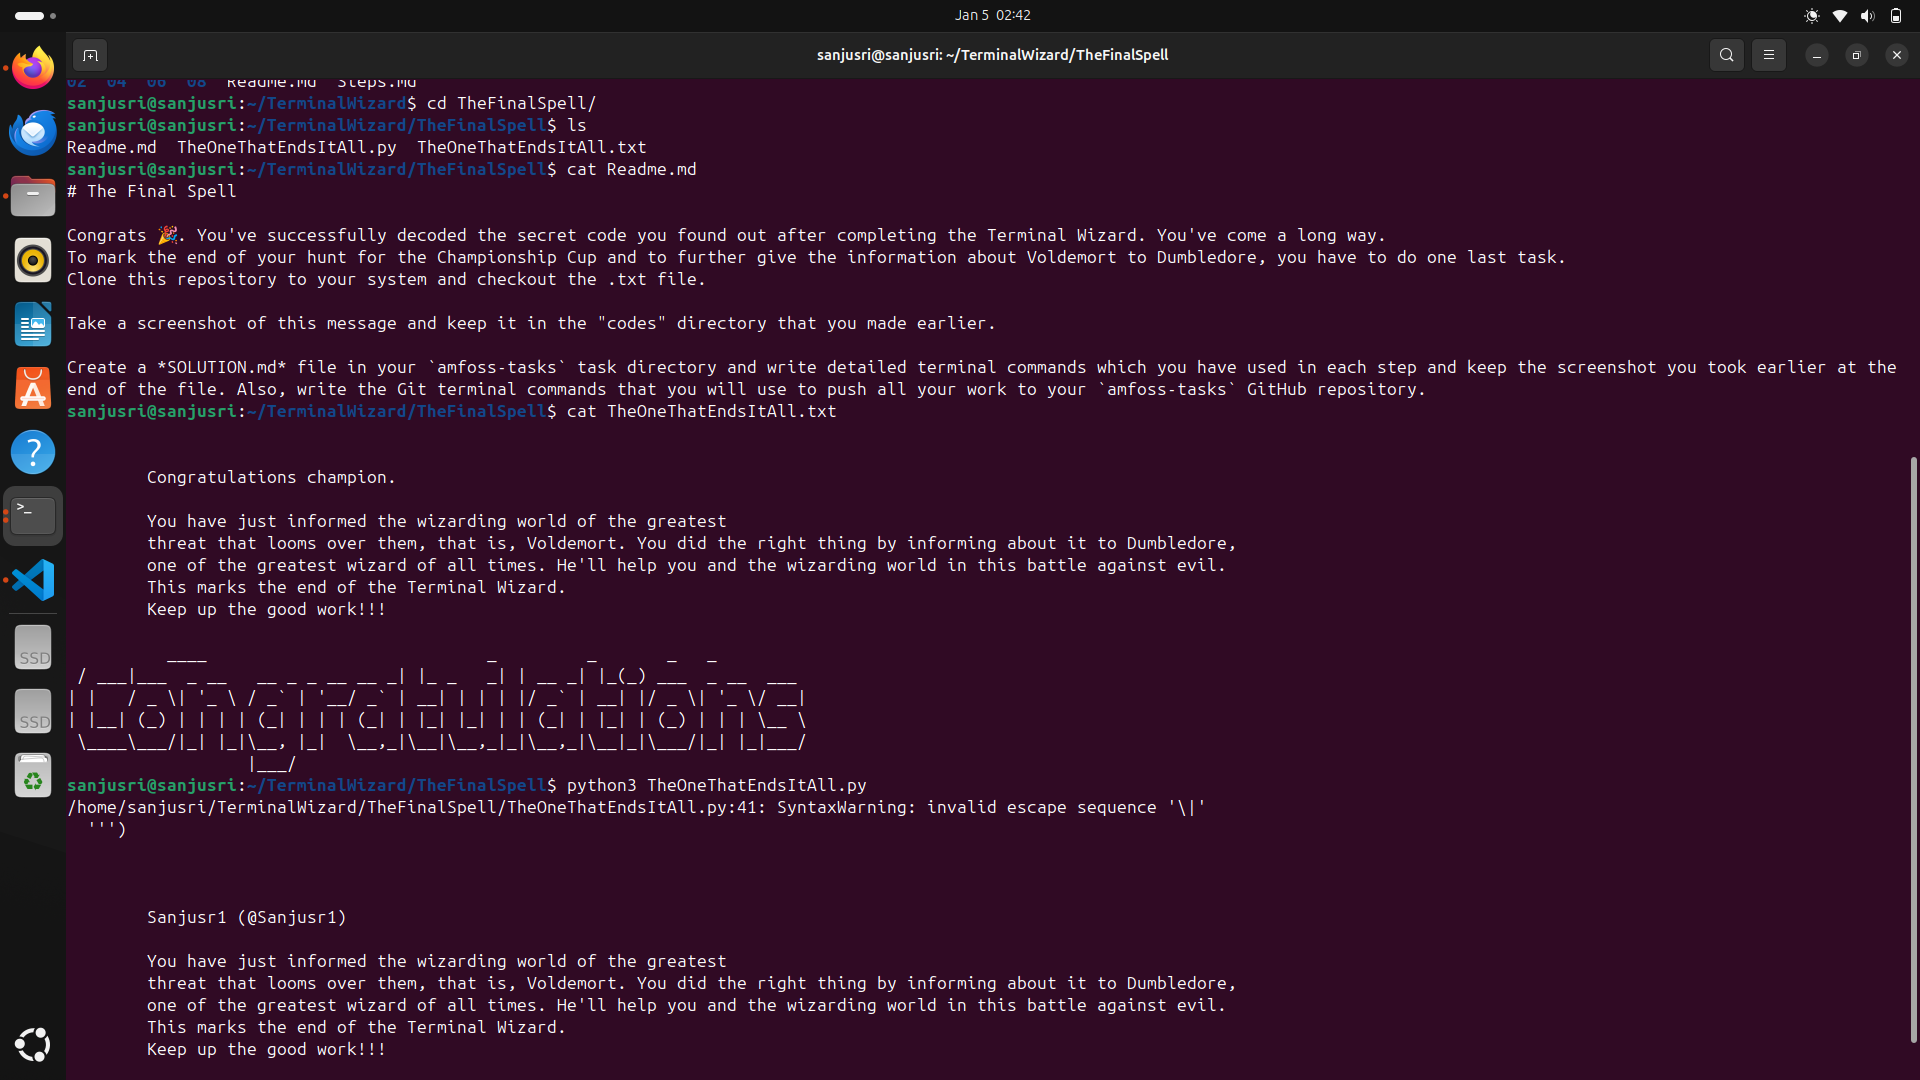 Jan 5 02:42
sanjusri@sanjusri: ~/TerminalWizard/TheFinalSpell
02  04  06  08  Readme.md  Steps.md
sanjusri@sanjusri:~/TerminalWizard$ cd TheFinalSpell/
sanjusri@sanjusri:~/TerminalWizard/TheFinalSpell$ ls
Readme.md  TheOneThatEndsItAll.py  TheOneThatEndsItAll.txt
sanjusri@sanjusri:~/TerminalWizard/TheFinalSpell$ cat Readme.md
# The Final Spell
Congrats 🎉. You've successfully decoded the secret code you found out after completing the Terminal Wizard. You've come a long way.
To mark the end of your hunt for the Championship Cup and to further give the information about Voldemort to Dumbledore, you have to do one last task.
Clone this repository to your system and checkout the .txt file.
Take a screenshot of this message and keep it in the "codes" directory that you made earlier.
Create a *SOLUTION.md* file in your `amfoss-tasks` task directory and write detailed terminal commands which you have used in each step and keep the screenshot you took earlier at the
end of the file. Also, write the Git terminal commands that you will use to push all your work to your `amfoss-tasks` GitHub repository.
sanjusri@sanjusri:~/TerminalWizard/TheFinalSpell$ cat TheOneThatEndsItAll.txt
Congratulations champion.
You have just informed the wizarding world of the greatest
threat that looms over them, that is, Voldemort. You did the right thing by informing about it to Dumbledore,
one of the greatest wizard of all times. He'll help you and the wizarding world in this battle against evil.
This marks the end of the Terminal Wizard.
Keep up the good work!!!
Congratulations
sanjusri@sanjusri:~/TerminalWizard/TheFinalSpell$ python3 TheOneThatEndsItAll.py
/home/sanjusri/TerminalWizard/TheFinalSpell/TheOneThatEndsItAll.py:41: SyntaxWarning: invalid escape sequence '\|'
''')
Sanjusr1 (@Sanjusr1)
You have just informed the wizarding world of the greatest
threat that looms over them, that is, Voldemort. You did the right thing by informing about it to Dumbledore,
one of the greatest wizard of all times. He'll help you and the wizarding world in this battle against evil.
This marks the end of the Terminal Wizard.
Keep up the good work!!!
SSD
SSD